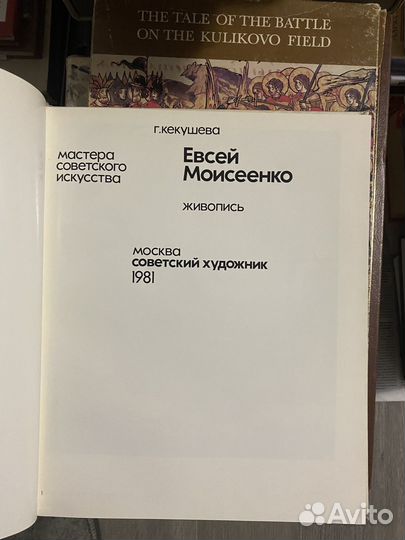 THE TALE OF THE BATTLE
ON THE KULIKOVO FIELD
г.кекушева
мастера
советского
искусства
Евсей
Моисеенко
живопись
москва
советский художник
1981
Avito